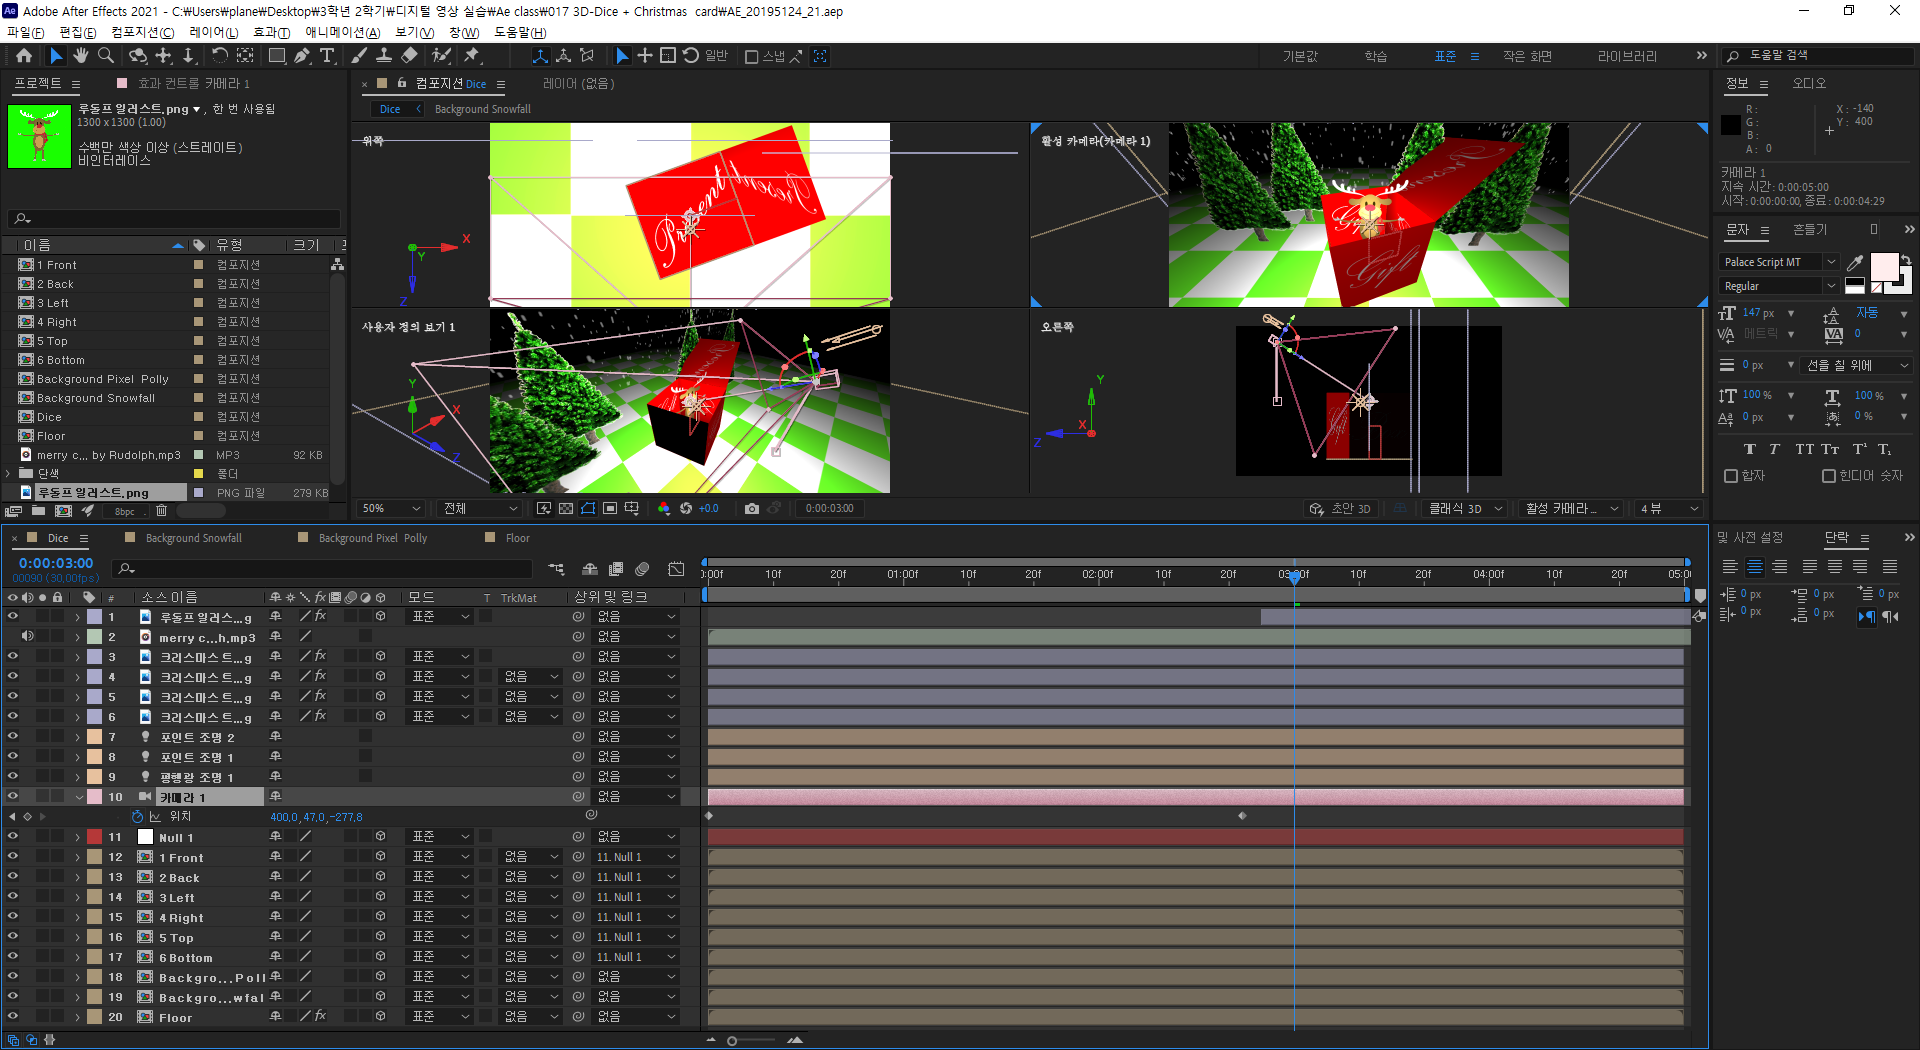 Adobe After Effects 2021 - C:₩Users₩plane₩Desktop₩3학년 2학기₩디지털 영상 실습₩Ae class₩017 3D-Dice + Christmas card₩AE_20195124_21.aep
파일(F) 편집(E) 컴포지션(C) 레이어(L) 효과(T) 애니메이션(A) 보기(V) 창(W) 도움말(H)
일반 스냅 기본값 학습 표준 작은 화면 라이브러리 도움말 검색
프로젝트 효과 컨트롤 카메라 1
루돌프 일러스트.png , 한 번 사용됨
1300 x 1300 (1.00)
수백만 색상 이상 (스트레이트)
비인터레이스
이름 유형 크기
1 Front 컴포지션
2 Back 컴포지션
3 Left 컴포지션
4 Right 컴포지션
5 Top 컴포지션
6 Bottom 컴포지션
Background Pixel Polly 컴포지션
Background Snowfall 컴포지션
Dice 컴포지션
Floor 컴포지션
merry c... by Rudolph.mp3 MP3 92 KB
단색 폴더
루돌프 일러스트.png PNG 파일 279 KB
8bpc
컴포지션 Dice 레이어 (없음)
Dice Background Snowfall
위쪽
Present
Present
X
Y
Z
활성 카메라(카메라 1)
Gift
사용자 정의 보기 1
Y
X
Z
오른쪽
Y
X
Z
50% 전체 +0.0 0:00:03:00 초안 3D 클래식 3D 활성 카메라... 4 뷰
정보 오디오
R :
G :
B :
A : 0
X : -140
Y : 400
카메라 1
지속 시간: 0:00:05:00
시작: 0:00:00:00, 종료: 0:00:04:29
문자 흔들기
Palace Script MT
Regular
147 px 자동
메트릭 0
0 px 선을 칠 위에
100 % 100 %
0 px 0 %
합자 힌디어 숫자
및 사전 설정 단락
0 px 0 px 0 px
0 px 0 px
Dice Background Snowfall Background Pixel Polly Floor
0:00:03:00
00090 (30.00fps)
:00f 10f 20f 01:00f 10f 20f 02:00f 10f 20f 03:00f 10f 20f 04:00f 10f 20f 05:00
# 소스 이름 모드 T TrkMat 상위 및 링크
1 루돌프 일러스...g 표준 없음
2 merry c...h.mp3 없음
3 크리스마스 트...g 표준 없음
4 크리스마스 트...g 표준 없음 없음
5 크리스마스 트...g 표준 없음 없음
6 크리스마스 트...g 표준 없음 없음
7 포인트 조명 2 없음
8 포인트 조명 1 없음
9 평행광 조명 1 없음
10 카메라 1 없음
위치 400.0, 47.0, -277.8
11 Null 1 표준 없음
12 1 Front 표준 없음 11. Null 1
13 2 Back 표준 없음 11. Null 1
14 3 Left 표준 없음 11. Null 1
15 4 Right 표준 없음 11. Null 1
16 5 Top 표준 없음 11. Null 1
17 6 Bottom 표준 없음 11. Null 1
18 Backgro...Poll 표준 없음 없음
19 Backgro...wfal 표준 없음 없음
20 Floor 표준 없음 없음